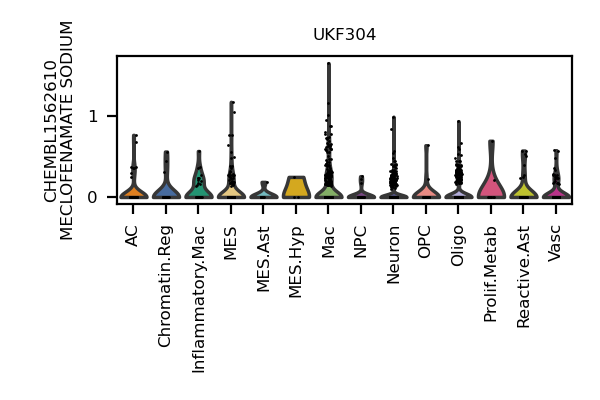 UKF304
CHEMBL1562610
MECLOFENAMATE SODIUM
1
0
AC
Chromatin.Reg
Inflammatory.Mac
MES
MES.Ast
MES.Hyp
Mac
NPC
Neuron
OPC
Oligo
Prolif.Metab
Reactive.Ast
Vasc